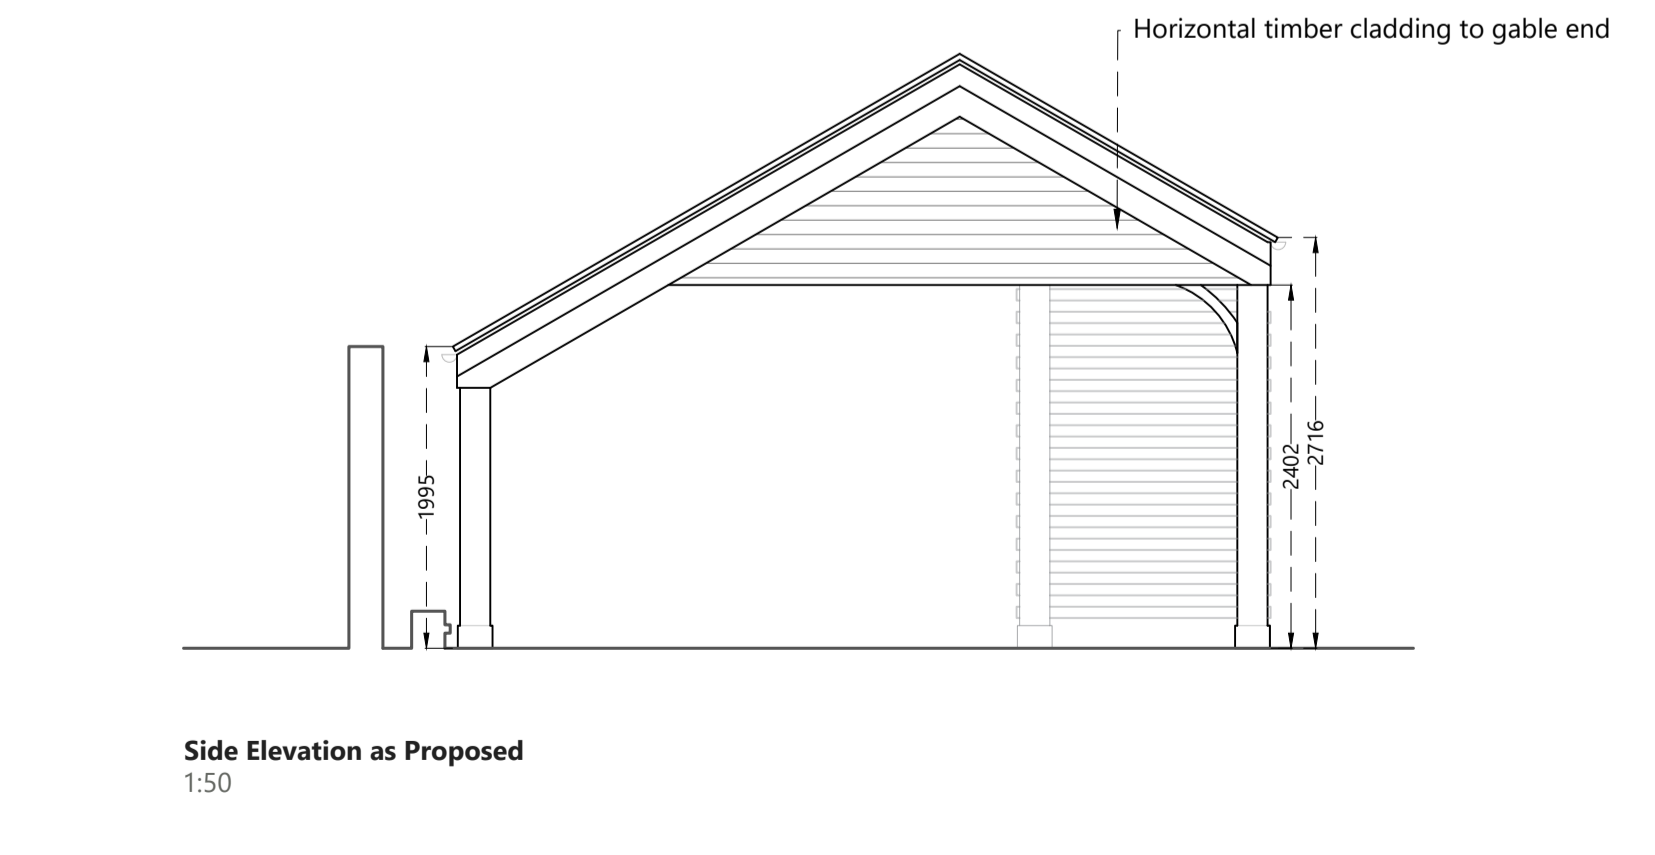 Horizontal timber cladding to gable end
1995
2402
2716
Side Elevation as Proposed
1:50